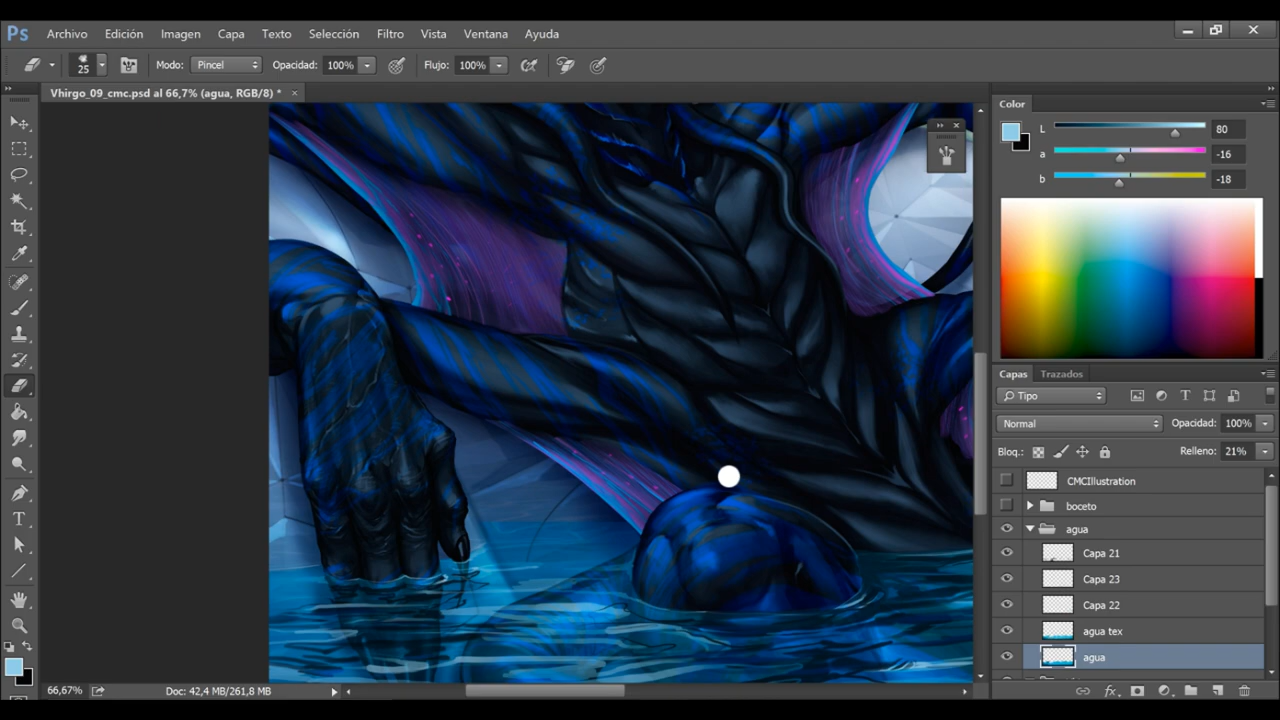 Ps Archivo Edición Imagen Capa Texto Selección Filtro Vista Ventana Ayuda
25 Modo: Pincel Opacidad: 100% Flujo: 100%
Vhirgo_09_cmc.psd al 66,7% (agua, RGB/8) * ×
Color
L 80
a -16
b -18
Capas Trazados
Tipo
Normal Opacidad: 100%
Bloq.: Relleno: 21%
CMCIllustration
boceto
agua
Capa 21
Capa 23
Capa 22
agua tex
agua
66,67% Doc: 42,4 MB/261,8 MB